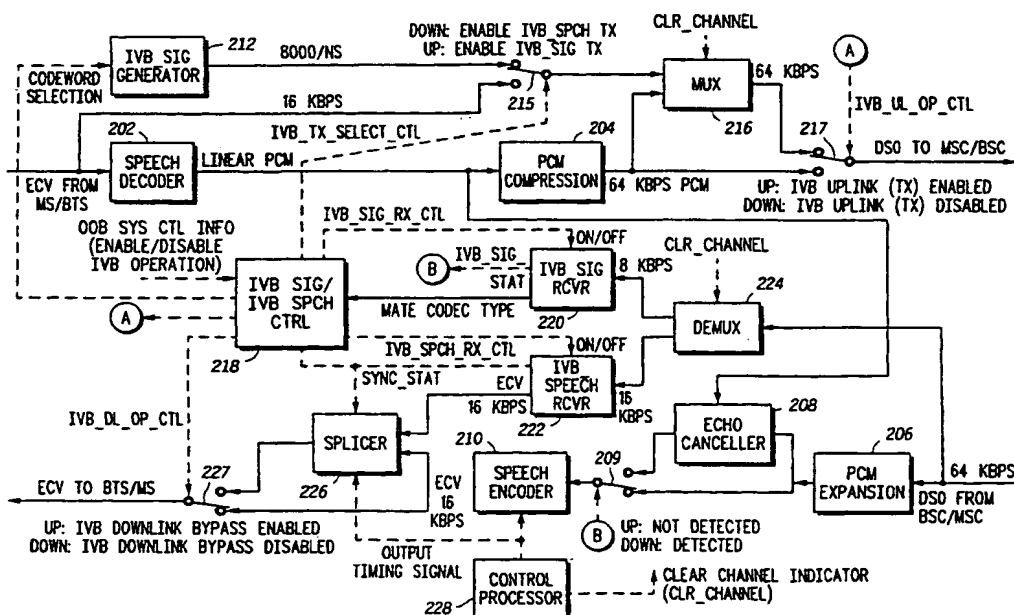 DOWN: ENABLE IVB SPCH TX
UP: ENABLE IVB_SIG TX
CLR_CHANNEL
A
IVB SIG
GENERATOR
212
8000/NS
CODEWORD
SELECTION
16 KBPS
215
MUX
216
64 KBPS
IVB_UL_OP_CTL
IVB_TX_SELECT_CTL
202
SPEECH
DECODER
LINEAR PCM
204
PCM
COMPRESSION
64 KBPS PCM
217
DS0 TO MSC/BSC
ECV FROM
MS/BTS
UP: IVB UPLINK (TX) ENABLED
DOWN: IVB UPLINK (TX) DISABLED
OOB SYS CTL INFO
(ENABLE/DISABLE
IVB OPERATION)
IVB_SIG_RX_CTL
ON/OFF
CLR_CHANNEL
IVB SIG/
IVB SPCH
CTRL
218
B
IVB_SIG_
STAT
IVB SIG
RCVR
220
8 KBPS
224
DEMUX
MATE CODEC TYPE
A
IVB_SPCH_RX_CTL
ON/OFF
SYNC_STAT
ECV
16 KBPS
IVB
SPEECH
RCVR
222
16
KBPS
IVB_DL_OP_CTL
SPLICER
226
210
SPEECH
ENCODER
209
ECHO
CANCELLER
208
206
PCM
EXPANSION
64 KBPS
DS0 FROM
BSC/MSC
ECV TO BTS/MS
227
ECV
16
KBPS
UP: IVB DOWNLINK BYPASS ENABLED
DOWN: IVB DOWNLINK BYPASS DISABLED
B
UP: NOT DETECTED
DOWN: DETECTED
OUTPUT
TIMING SIGNAL
CONTROL
PROCESSOR
228
CLEAR CHANNEL INDICATOR
(CLR_CHANNEL)